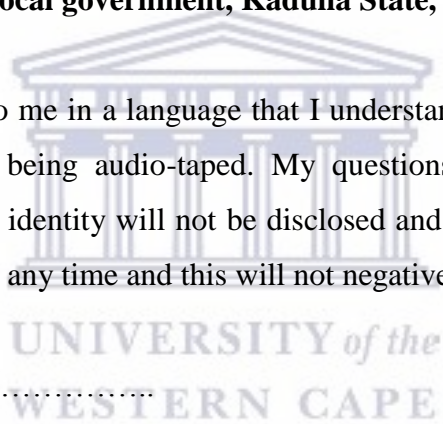 ocal government, Kaduna State,
o me in a language that I understan
being audio-taped. My questions
identity will not be disclosed and
any time and this will not negative
UNIVERSITY of the
……………..
WESTERN CAPE